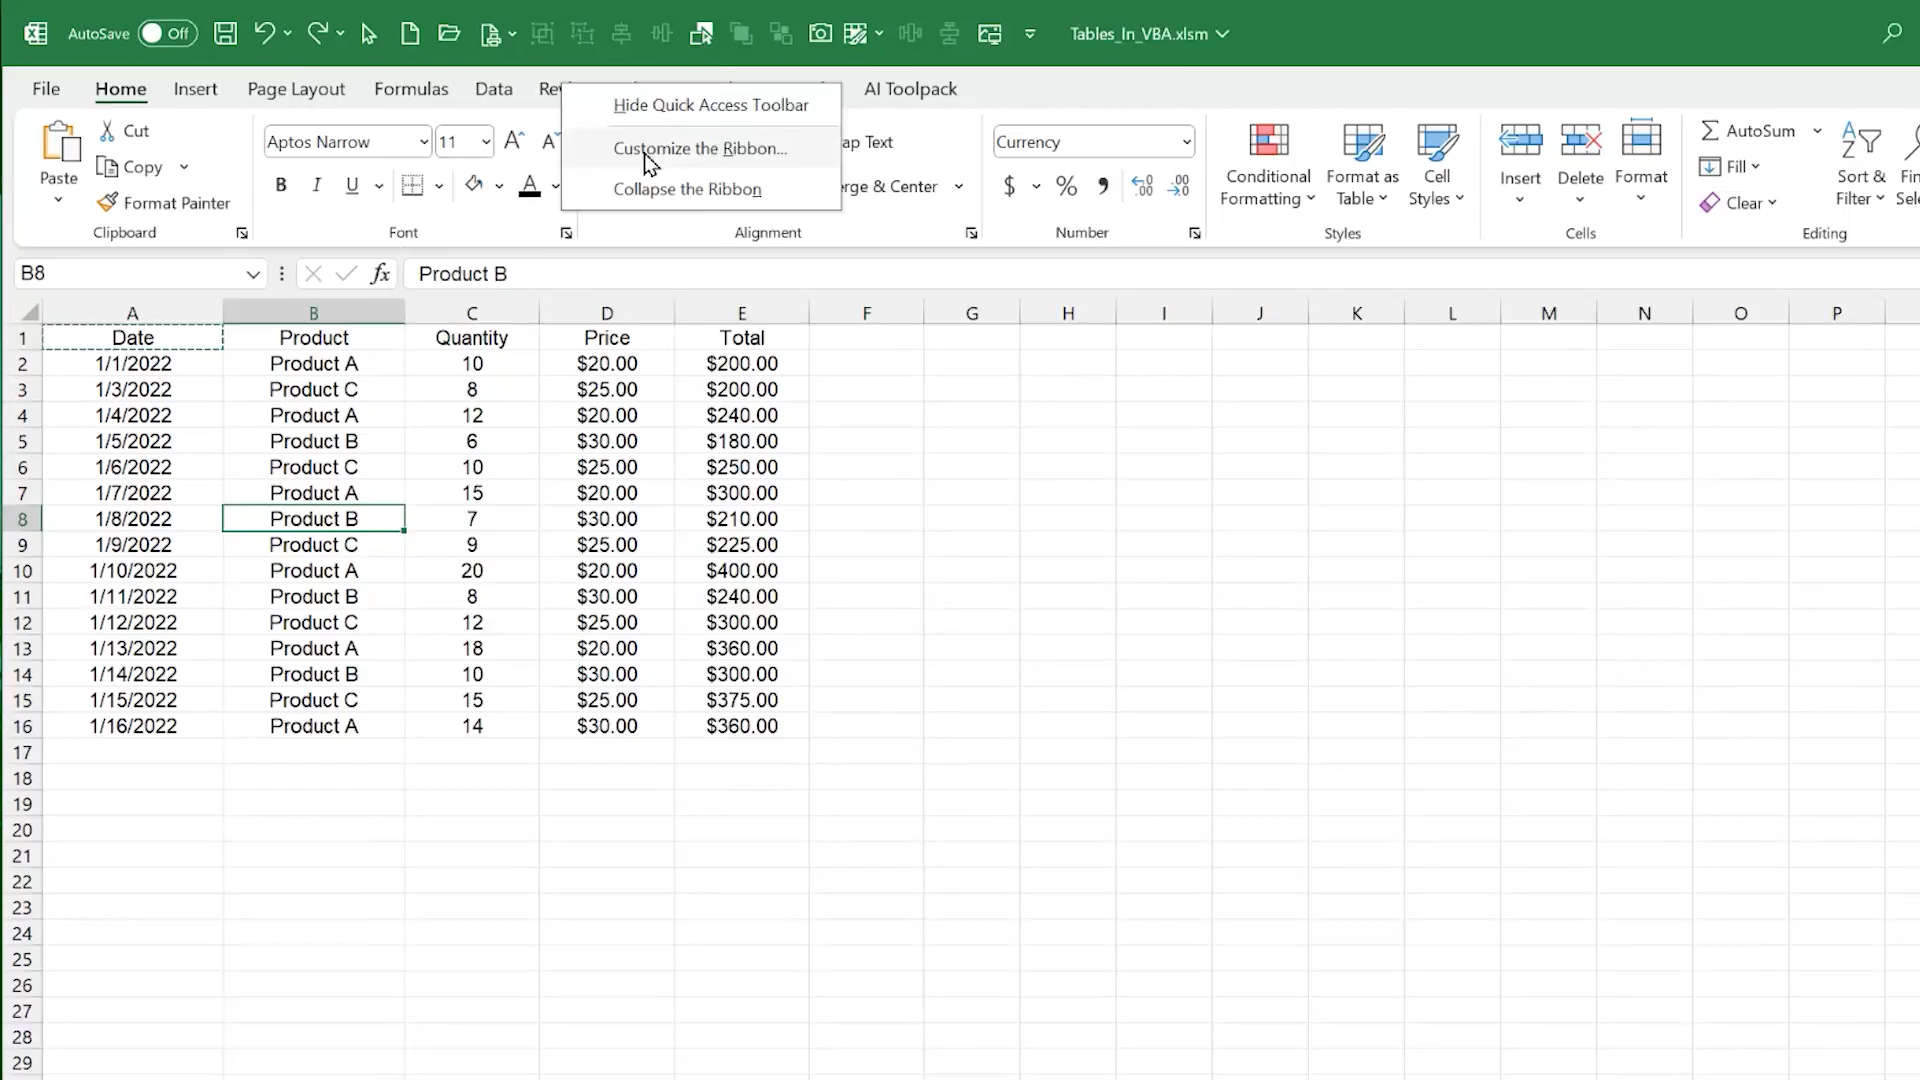 AutoSave Off Tables_In_VBA.xlsm
File Home Insert Page Layout Formulas Data Re AI Toolpack
Hide Quick Access Toolbar
Customize the Ribbon...
Collapse the Ribbon
Paste
Cut
Copy
Format Painter
Clipboard
Aptos Narrow 11
B I U
Font
ap Text
erge & Center
Alignment
Currency
$ % 9
Number
Conditional Formatting
Format as Table
Cell Styles
Styles
Insert Delete Format
Cells
AutoSum
Fill
Clear
Sort & Filter
Fin
Sel
Editing
B8 fx Product B
A B C D E F G H I J K L M N O P
1 Date Product Quantity Price Total
2 1/1/2022 Product A 10 $20.00 $200.00
3 1/3/2022 Product C 8 $25.00 $200.00
4 1/4/2022 Product A 12 $20.00 $240.00
5 1/5/2022 Product B 6 $30.00 $180.00
6 1/6/2022 Product C 10 $25.00 $250.00
7 1/7/2022 Product A 15 $20.00 $300.00
8 1/8/2022 Product B 7 $30.00 $210.00
9 1/9/2022 Product C 9 $25.00 $225.00
10 1/10/2022 Product A 20 $20.00 $400.00
11 1/11/2022 Product B 8 $30.00 $240.00
12 1/12/2022 Product C 12 $25.00 $300.00
13 1/13/2022 Product A 18 $20.00 $360.00
14 1/14/2022 Product B 10 $30.00 $300.00
15 1/15/2022 Product C 15 $25.00 $375.00
16 1/16/2022 Product A 14 $30.00 $360.00
17
18
19
20
21
22
23
24
25
26
27
28
29